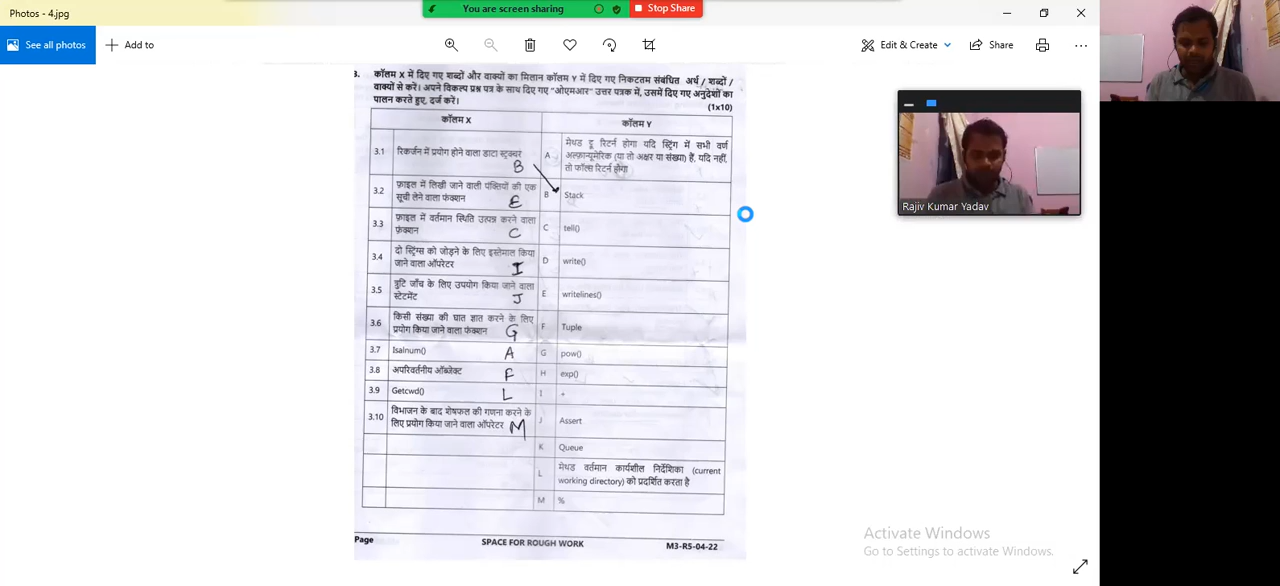 Photos - 4.jpg
You are screen sharing
Stop Share
See all photos
Add to
Edit & Create
Share
3. कॉलम X में दिए गए शब्दों और वाक्यों का मिलान कॉलम Y में दिए गए निकटतम संबंधित अर्थ / शब्दों /
वाक्यों से करें। अपने विकल्प प्रश्न पत्र के साथ दिए गए "ओएमआर" उत्तर पत्रक में, उसमें दिए गए अनुदेशों का
पालन करते हुए, दर्ज करें।
(1x10)
कॉलम X
कॉलम Y
3.1 रिकर्जन में प्रयोग होने वाला डाटा स्ट्रक्चर B
A मेथड ट्रू रिटर्न होगा यदि स्ट्रिंग में सभी वर्ण
अल्फ़ान्यूमेरिक (या तो अक्षर या संख्या) हैं, यदि नहीं,
तो फॉल्स रिटर्न होगा
3.2 फ़ाइल में लिखी जाने वाली पंक्तियों की एक
सूची लेने वाला फंक्शन E
B Stack
3.3 फ़ाइल में वर्तमान स्थिति उत्पन्न करने वाला
फ़ंक्शन C
C tell()
3.4 दो स्ट्रिंग्स को जोड़ने के लिए इस्तेमाल किया
जाने वाला ऑपरेटर I
D write()
3.5 त्रुटि जाँच के लिए उपयोग किया जाने वाला
स्टेटमेंट J
E writelines()
3.6 किसी संख्या की घात ज्ञात करने के लिए
प्रयोग किया जाने वाला फंक्शन G
F Tuple
3.7 Isalnum() A
G pow()
3.8 अपरिवर्तनीय ऑब्जेक्ट F
H exp()
3.9 Getcwd() L
I +
3.10 विभाजन के बाद शेषफल की गणना करने के
लिए प्रयोग किया जाने वाला ऑपरेटर M
J Assert
K Queue
L मेथड वर्तमान कार्यशील निर्देशिका (current
working directory) को प्रदर्शित करता है
M %
Page
SPACE FOR ROUGH WORK
M3-R5-04-22
Rajiv Kumar Yadav
Activate Windows
Go to Settings to activate Windows.